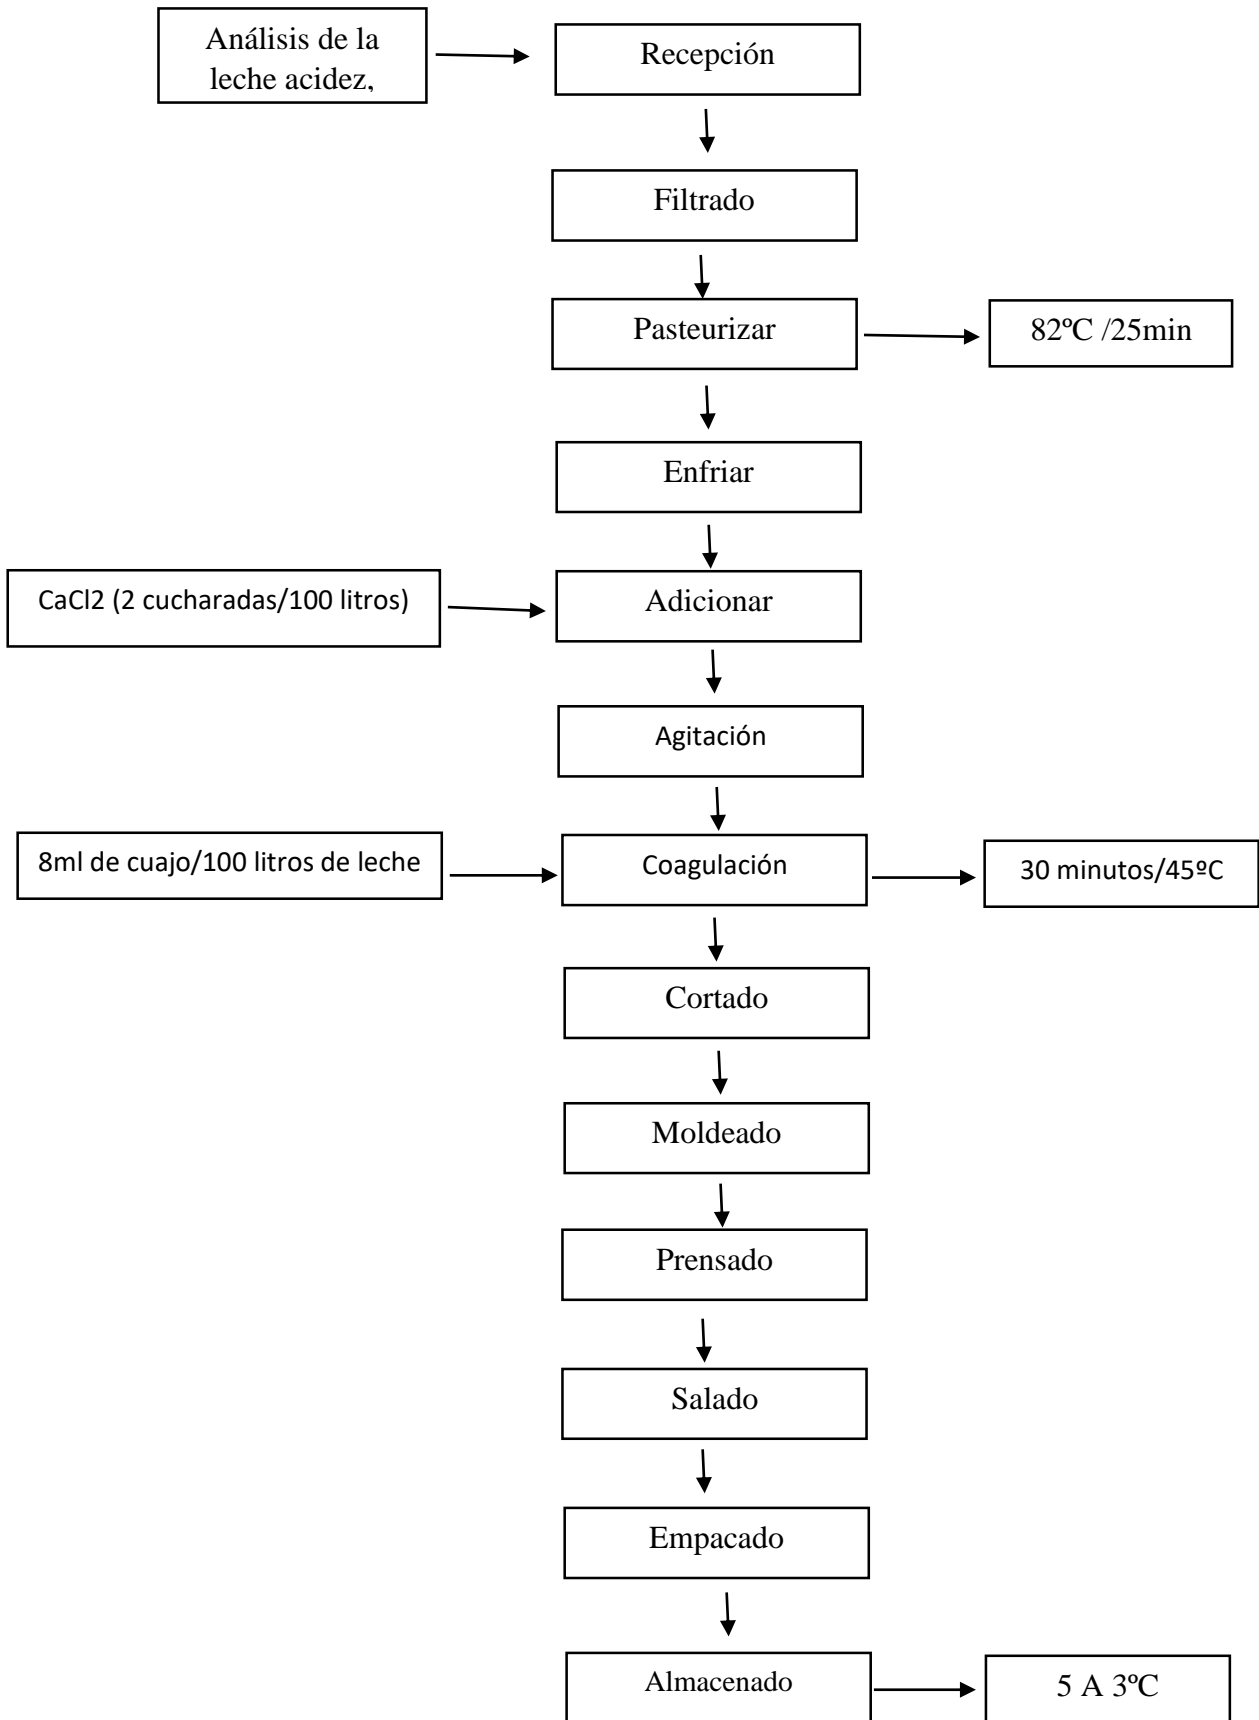 Análisis de la
leche acidez,
Recepción
Filtrado
Pasteurizar
82ºC /25min
Enfriar
CaCl2 (2 cucharadas/100 litros)
Adicionar
Agitación
8ml de cuajo/100 litros de leche
Coagulación
30 minutos/45ºC
Cortado
Moldeado
Prensado
Salado
Empacado
Almacenado
5 A 3ºC